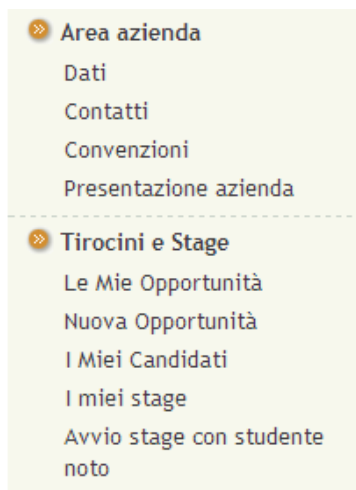 Area azienda
Dati
Contatti
Convenzioni
Presentazione azienda
Tirocini e Stage
Le Mie Opportunità
Nuova Opportunità
I Miei Candidati
I miei stage
Avvio stage con studente
noto